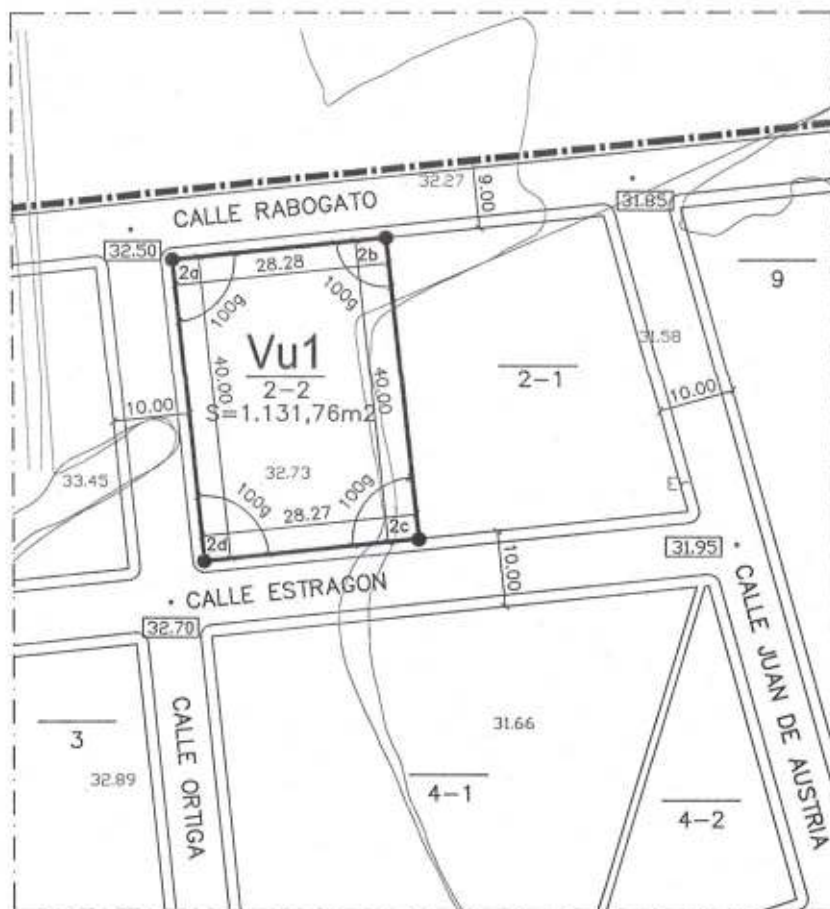 32.27
9.00
CALLE RABOGATO
31.85
32.50
2a
28.28
2b
9
100g
100g
Vu1
2-2
S=1.131,76m2
40.00
40.00
31.58
2-1
10.00
10.00
33.45
32.73
100g
100g
28.27
2d
2c
10.00
31.95
CALLE ESTRAGON
32.70
CALLE JUAN DE AUSTRIA
CALLE ORTIGA
3
31.66
32.89
4-1
4-2